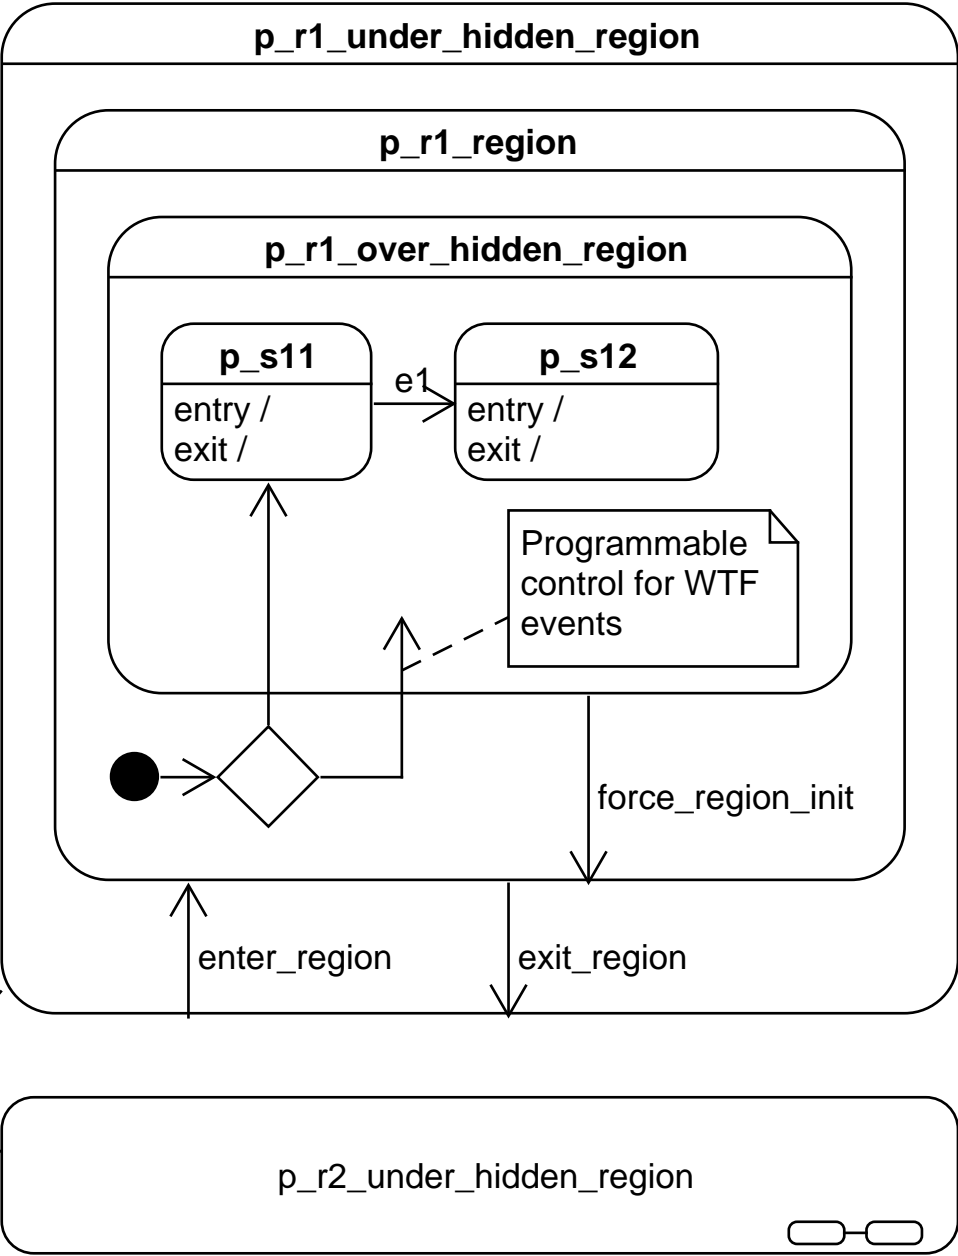 p_r1_under_hidden_region
p_r1_region
p_r1_over_hidden_region
p_s11
entry /
exit /
e1
p_s12
entry /
exit /
Programmable
control for WTF
events
force_region_init
enter_region
exit_region
p_r2_under_hidden_region